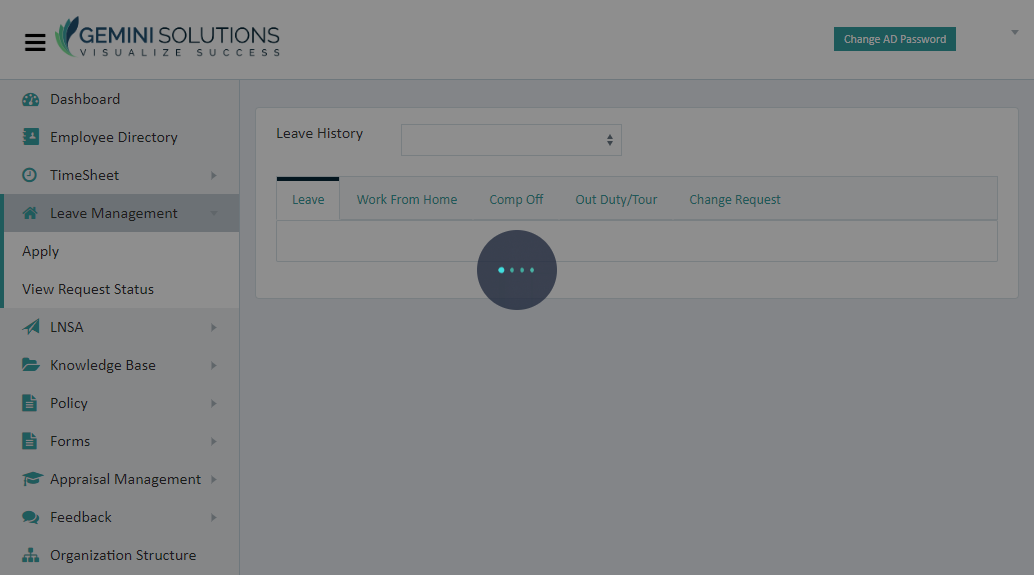 GEMINI SOLUTIONS
VISUALIZE SUCCESS
Change AD Password
Dashboard
Employee Directory
TimeSheet
Leave Management
Apply
View Request Status
LNSA
Knowledge Base
Policy
Forms
Appraisal Management
Feedback
Organization Structure
Leave History
Leave Work From Home Comp Off Out Duty/Tour Change Request